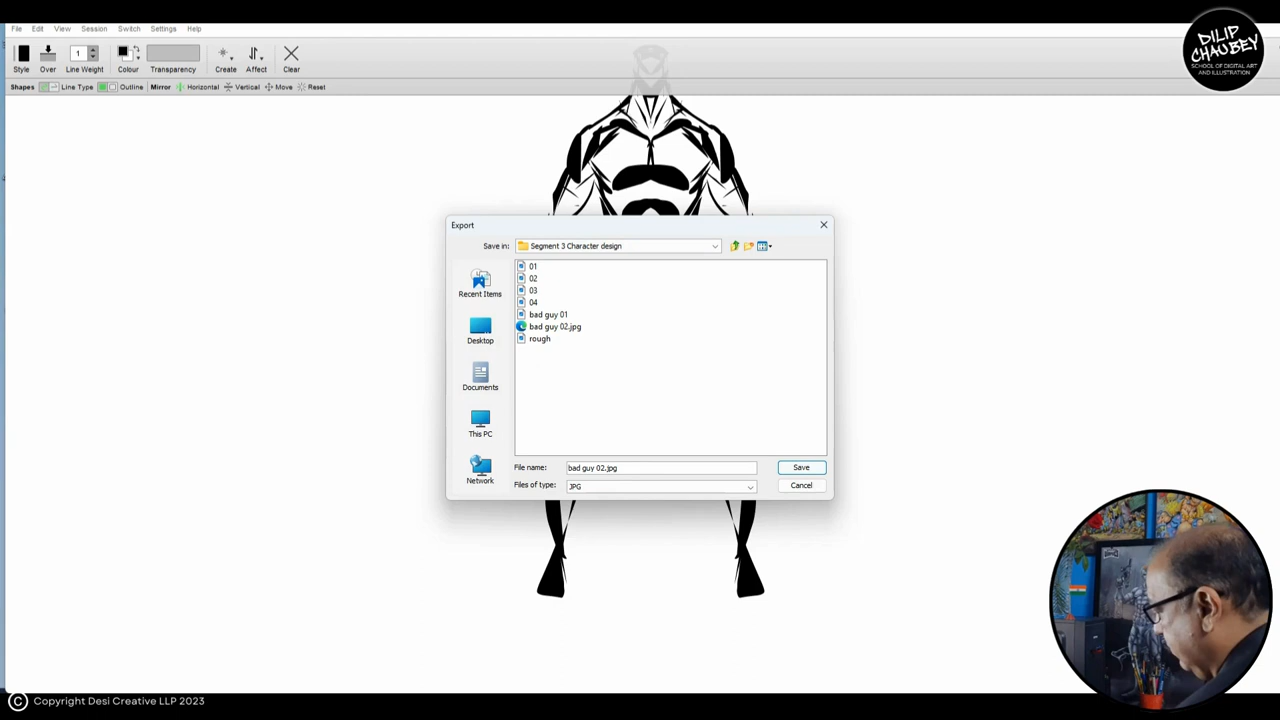 File Edit View Session Switch Settings Help
DILIP CHAUBEY
SCHOOL OF DIGITAL ART
AND ILLUSTRATION
1
Style Over Line Weight Colour Transparency Create Affect Clear
Shapes Line Type Outline Mirror Horizontal Vertical Move Reset
Export
Save in: Segment 3 Character design
01
02
03
04
bad guy 01
bad guy 02.jpg
rough
Recent Items
Desktop
Documents
This PC
Network
File name: bad guy 02.jpg Save
Files of type: JPG Cancel
© Copyright Desi Creative LLP 2023